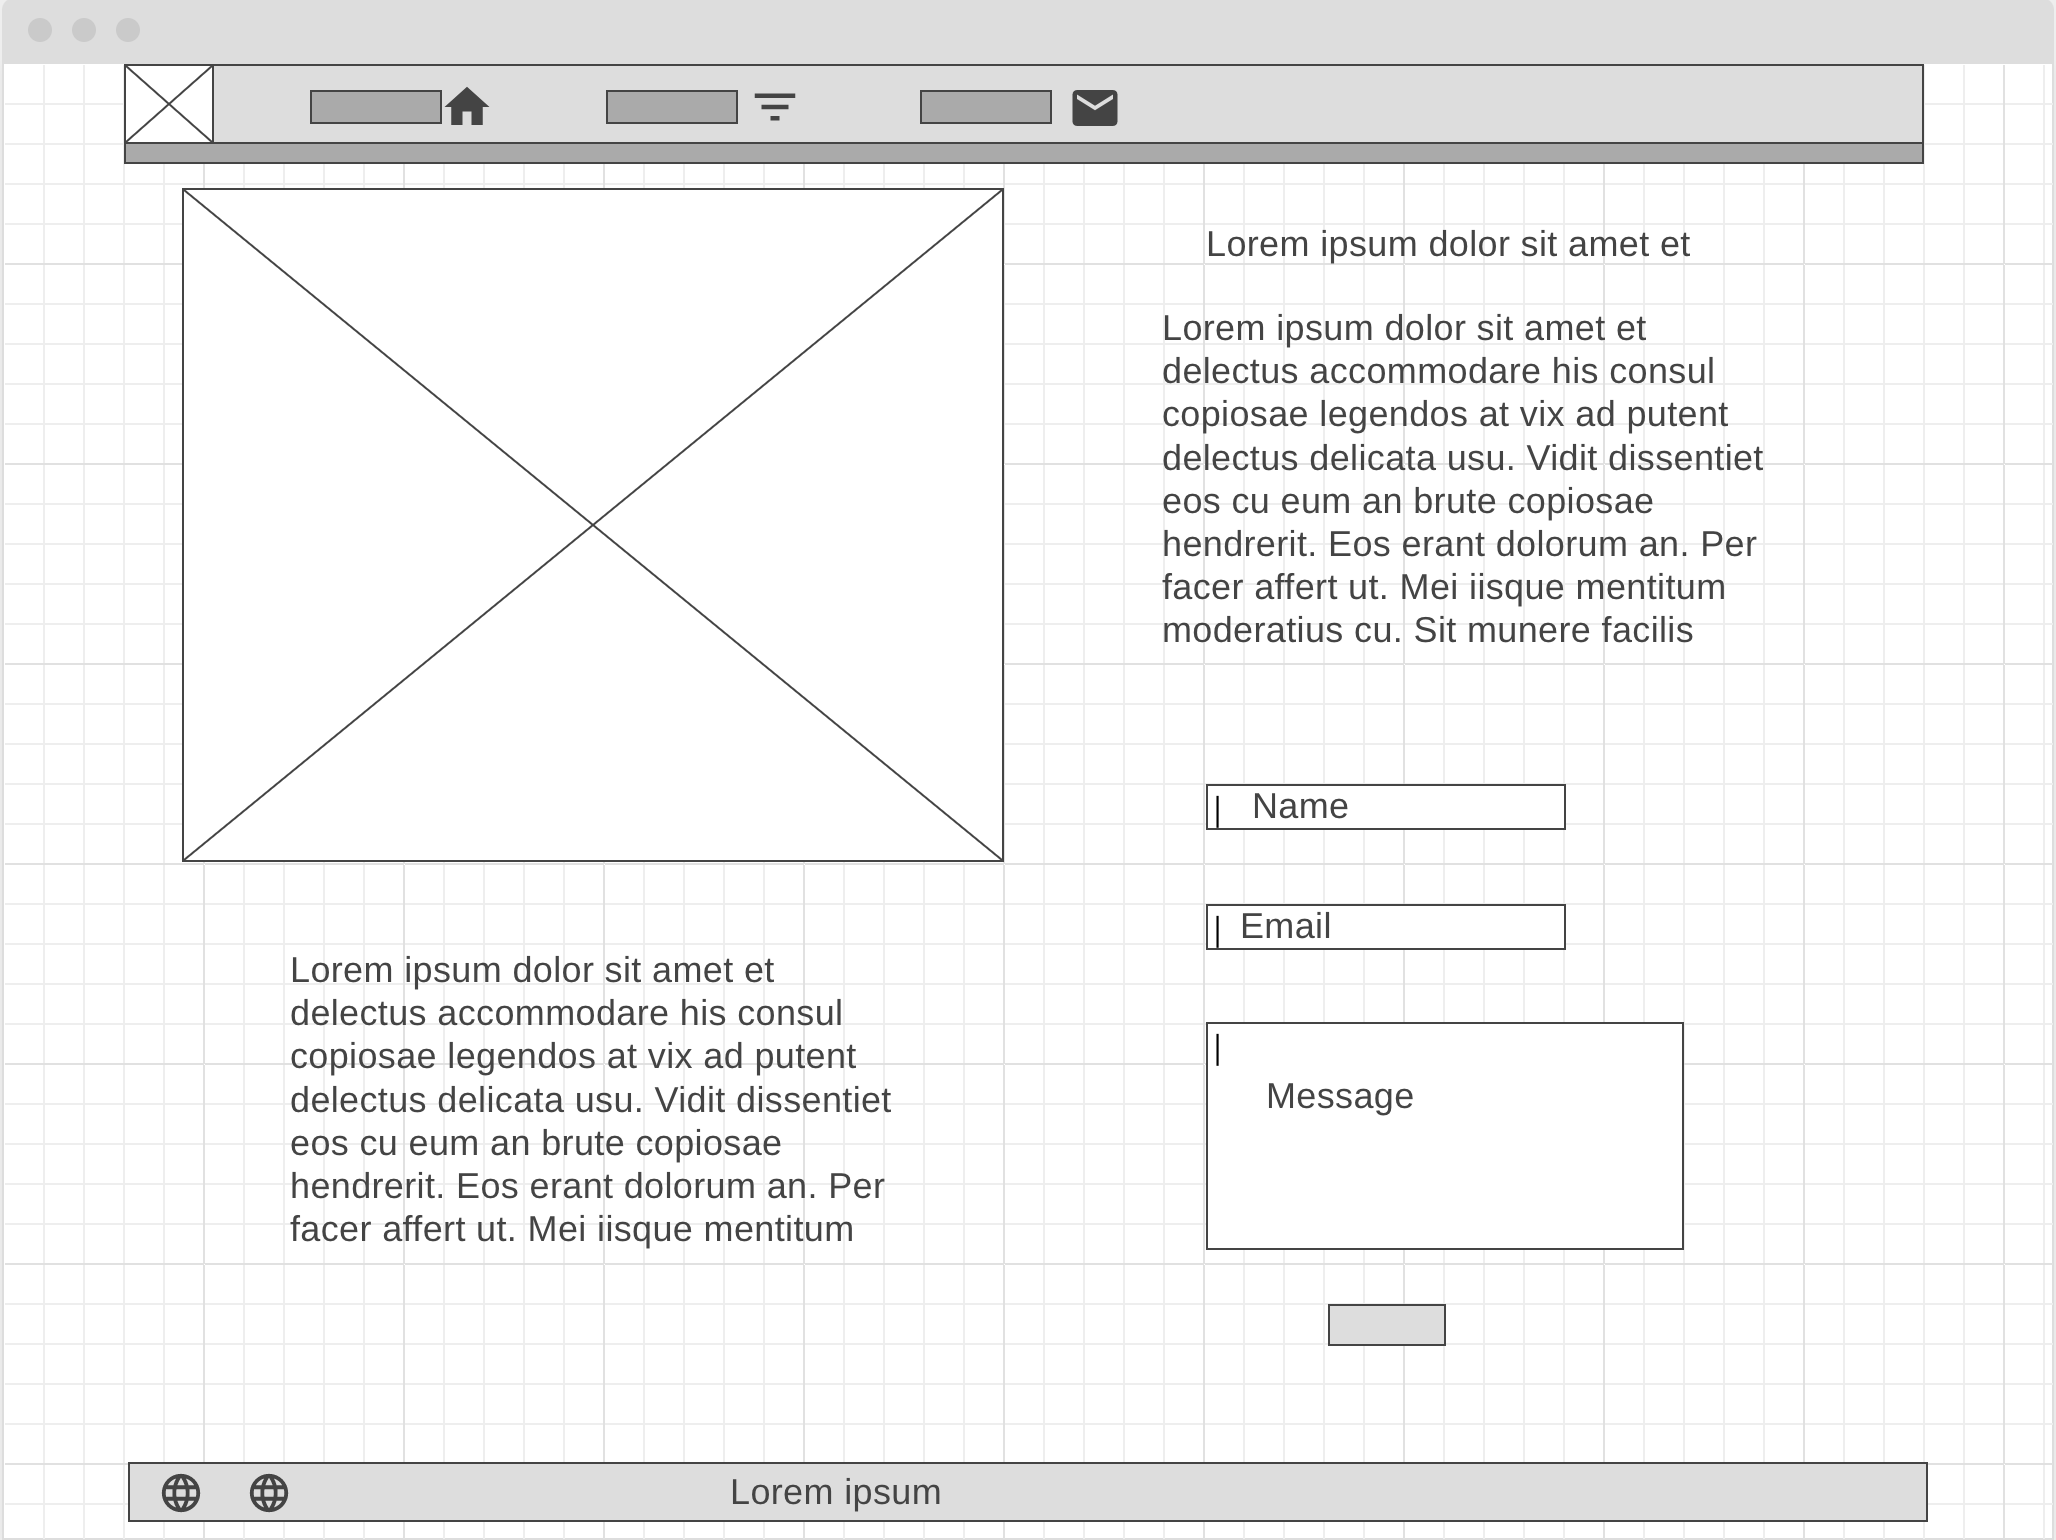 Lorem ipsum dolor sit amet et
Lorem ipsum dolor sit amet et
delectus accommodare his consul
copiosae legendos at vix ad putent
delectus delicata usu. Vidit dissentiet
eos cu eum an brute copiosae
hendrerit. Eos erant dolorum an. Per
facer affert ut. Mei iisque mentitum
moderatius cu. Sit munere facilis
Name
Email
Message
Lorem ipsum dolor sit amet et
delectus accommodare his consul
copiosae legendos at vix ad putent
delectus delicata usu. Vidit dissentiet
eos cu eum an brute copiosae
hendrerit. Eos erant dolorum an. Per
facer affert ut. Mei iisque mentitum
Lorem ipsum